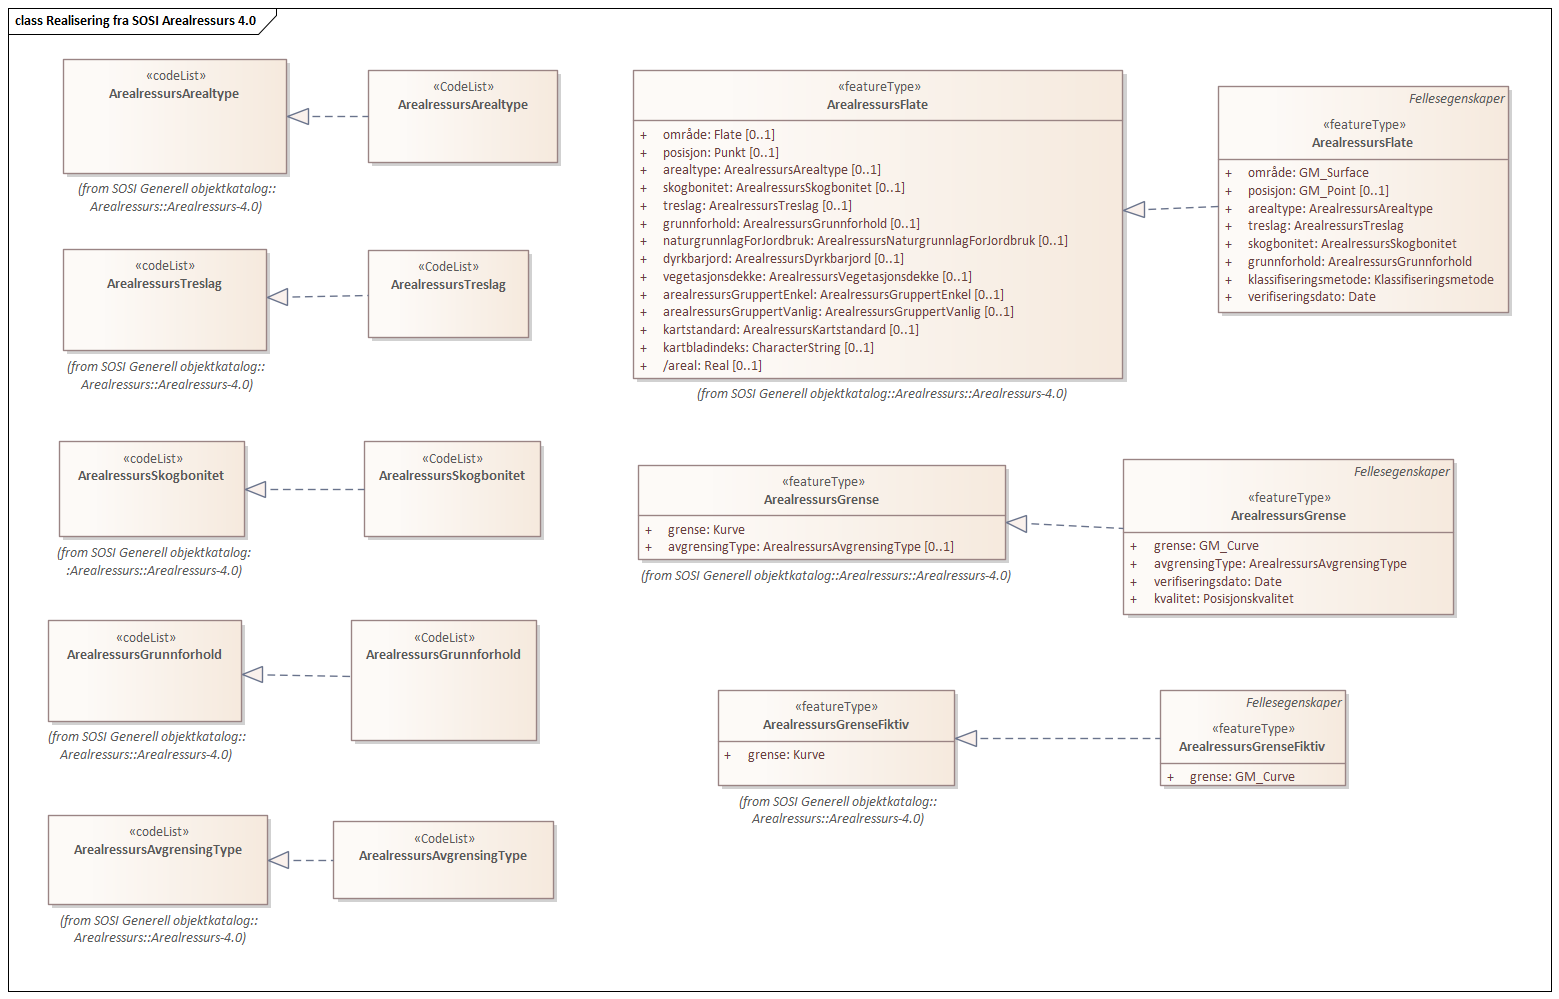 class Realisering fra SOSI Arealressurs 4.0
«codeList»
ArealressursArealtype
(from SOSI Generell objektkatalog::
Arealressurs::Arealressurs-4.0)
«CodeList»
ArealressursArealtype
«codeList»
ArealressursTreslag
(from SOSI Generell objektkatalog::
Arealressurs::Arealressurs-4.0)
«CodeList»
ArealressursTreslag
«codeList»
ArealressursSkogbonitet
(from SOSI Generell objektkatalog:
:Arealressurs::Arealressurs-4.0)
«CodeList»
ArealressursSkogbonitet
«codeList»
ArealressursGrunnforhold
(from SOSI Generell objektkatalog::
Arealressurs::Arealressurs-4.0)
«CodeList»
ArealressursGrunnforhold
«codeList»
ArealressursAvgrensingType
(from SOSI Generell objektkatalog::
Arealressurs::Arealressurs-4.0)
«CodeList»
ArealressursAvgrensingType
«featureType»
ArealressursFlate
+ område: Flate [0..1]
+ posisjon: Punkt [0..1]
+ arealtype: ArealressursArealtype [0..1]
+ skogbonitet: ArealressursSkogbonitet [0..1]
+ treslag: ArealressursTreslag [0..1]
+ grunnforhold: ArealressursGrunnforhold [0..1]
+ naturgrunnlagForJordbruk: ArealressursNaturgrunnlagForJordbruk [0..1]
+ dyrkbarjord: ArealressursDyrkbarjord [0..1]
+ vegetasjonsdekke: ArealressursVegetasjonsdekke [0..1]
+ arealressursGruppertEnkel: ArealressursGruppertEnkel [0..1]
+ arealressursGruppertVanlig: ArealressursGruppertVanlig [0..1]
+ kartstandard: ArealressursKartstandard [0..1]
+ kartbladindeks: CharacterString [0..1]
+ /areal: Real [0..1]
(from SOSI Generell objektkatalog::Arealressurs::Arealressurs-4.0)
Fellesegenskaper
«featureType»
ArealressursFlate
+ område: GM_Surface
+ posisjon: GM_Point [0..1]
+ arealtype: ArealressursArealtype
+ treslag: ArealressursTreslag
+ skogbonitet: ArealressursSkogbonitet
+ grunnforhold: ArealressursGrunnforhold
+ klassifiseringsmetode: Klassifiseringsmetode
+ verifiseringsdato: Date
«featureType»
ArealressursGrense
+ grense: Kurve
+ avgrensingType: ArealressursAvgrensingType [0..1]
(from SOSI Generell objektkatalog::Arealressurs::Arealressurs-4.0)
Fellesegenskaper
«featureType»
ArealressursGrense
+ grense: GM_Curve
+ avgrensingType: ArealressursAvgrensingType
+ verifiseringsdato: Date
+ kvalitet: Posisjonskvalitet
«featureType»
ArealressursGrenseFiktiv
+ grense: Kurve
(from SOSI Generell objektkatalog::
Arealressurs::Arealressurs-4.0)
Fellesegenskaper
«featureType»
ArealressursGrenseFiktiv
+ grense: GM_Curve